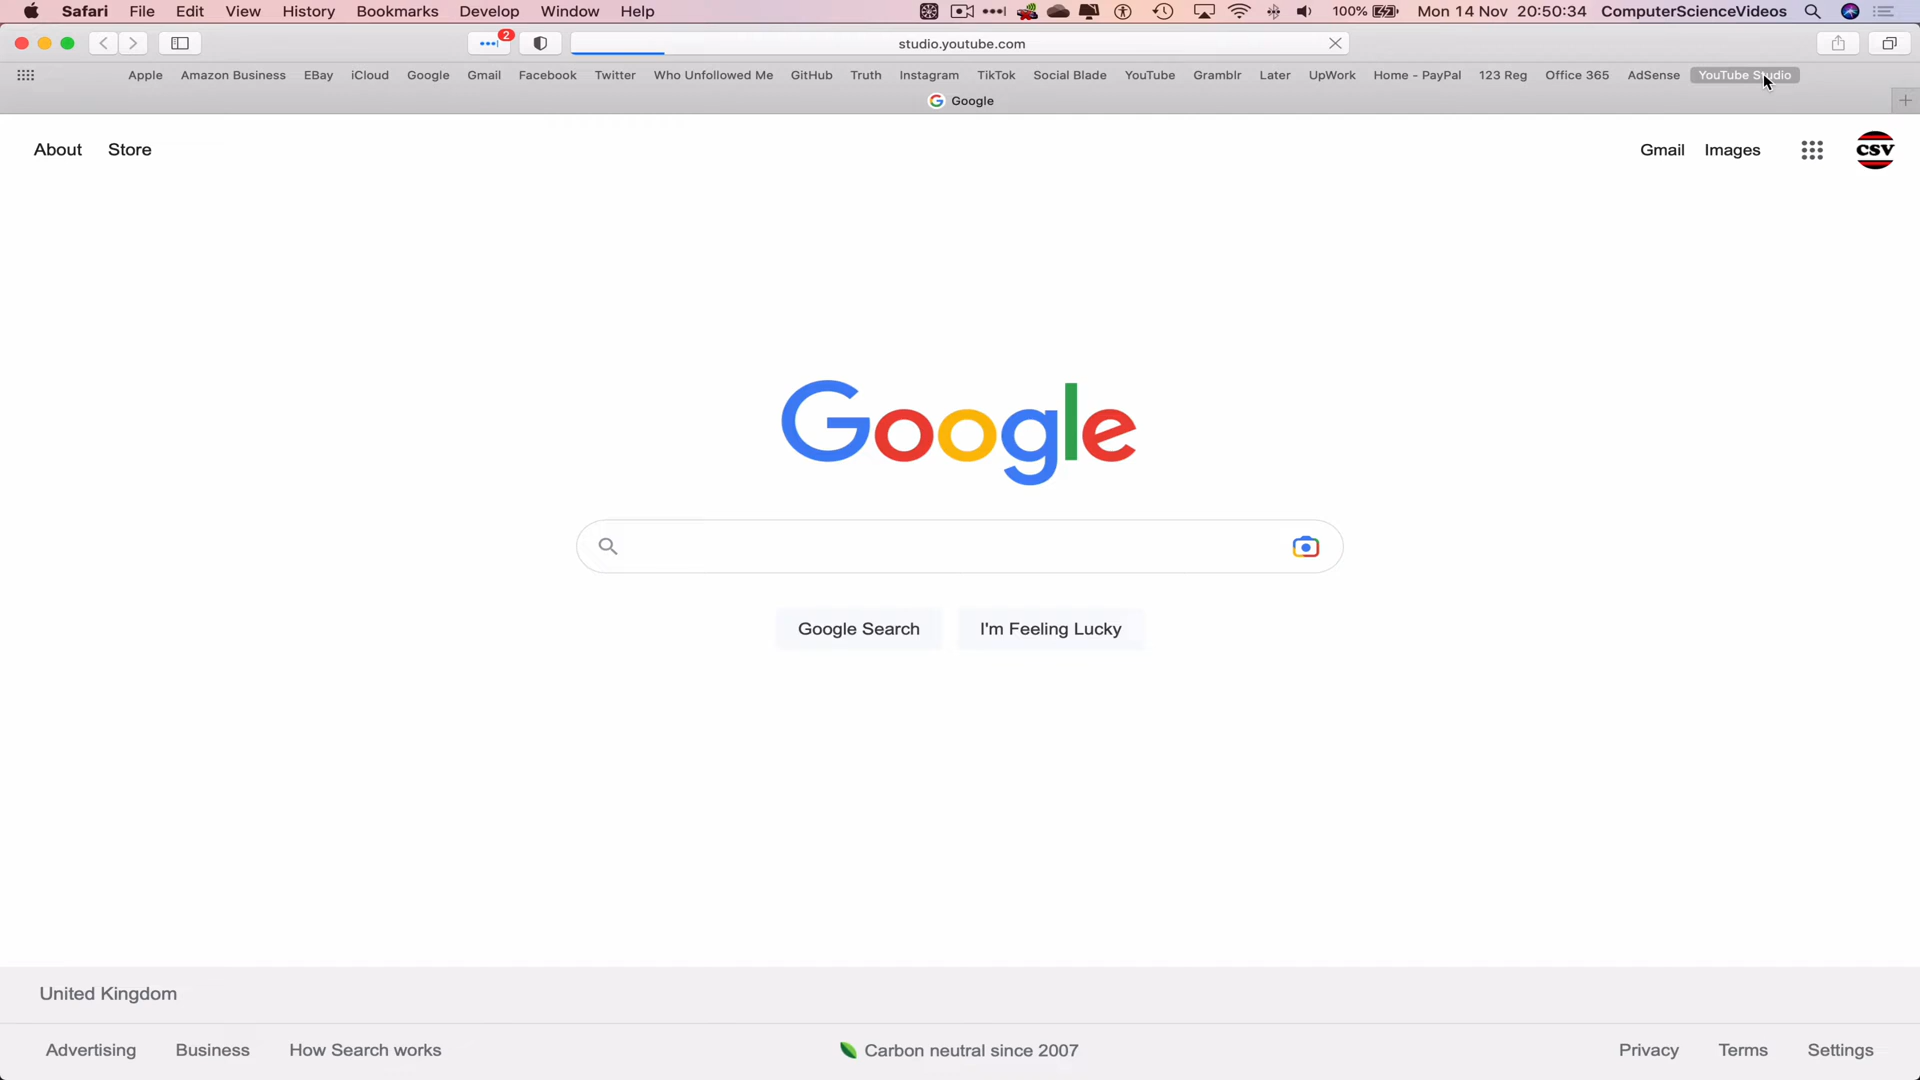 Safari File Edit View History Bookmarks Develop Window Help 100% Mon 14 Nov 20:50:34 ComputerScienceVideos
2 studio.youtube.com
Apple Amazon Business EBay iCloud Google Gmail Facebook Twitter Who Unfollowed Me GitHub Truth Instagram TikTok Social Blade YouTube Gramblr Later UpWork Home - PayPal 123 Reg Office 365 AdSense YouTube Studio
Google
About Store Gmail Images CSV
Google
Google Search I'm Feeling Lucky
United Kingdom
Advertising Business How Search works Carbon neutral since 2007 Privacy Terms Settings